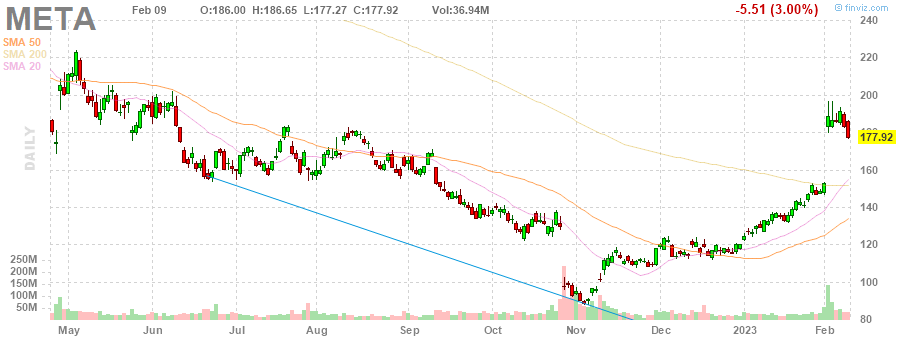 META Feb 09 O:186.00 H:186.65 L:177.27 C:177.92 Vol:36.94M -5.51 (3.00%) © finviz.com
SMA 50
SMA 200
SMA 20
DAILY
240
220
200
180
177.92
160
140
120
100
80
250M
200M
150M
100M
50M
May Jun Jul Aug Sep Oct Nov Dec 2023 Feb